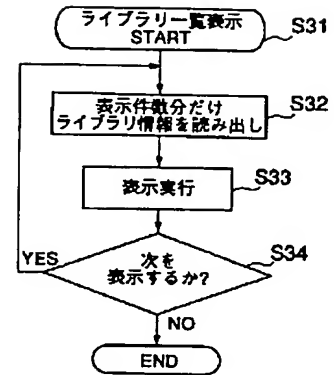 ライブラリ一覧表示
START
S31
表示件数分だけ
ライブラリ情報を読み出し
S32
表示実行
S33
次を
表示するか?
S34
YES
NO
END